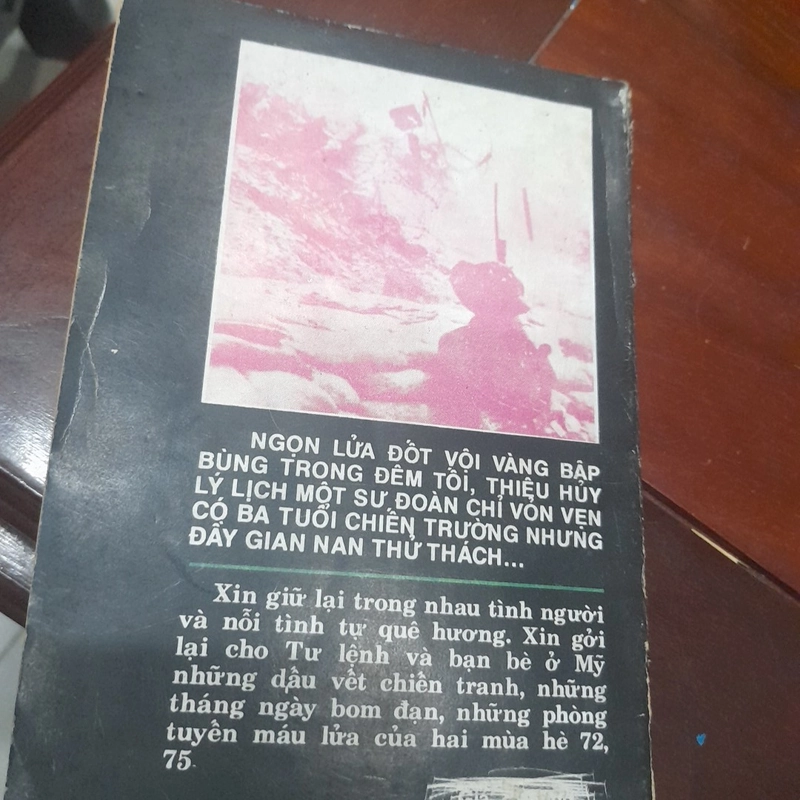 NGỌN LỬA ĐỐT VỘI VÀNG BẬP
BÙNG TRONG ĐÊM TỐI, THIÊU HỦY
LÝ LỊCH MỘT SƯ ĐOÀN CHỈ VỎN VẸN
CÓ BA TUỔI CHIẾN TRƯỜNG NHƯNG
ĐẦY GIAN NAN THỬ THÁCH...
Xin giữ lại trong nhau tình người
và nỗi tình tự quê hương. Xin gởi
lại cho Tư lệnh và bạn bè ở Mỹ
những dấu vết chiến tranh, những
tháng ngày bom đạn, những phòng
tuyến máu lửa của hai mùa hè 72,
75.